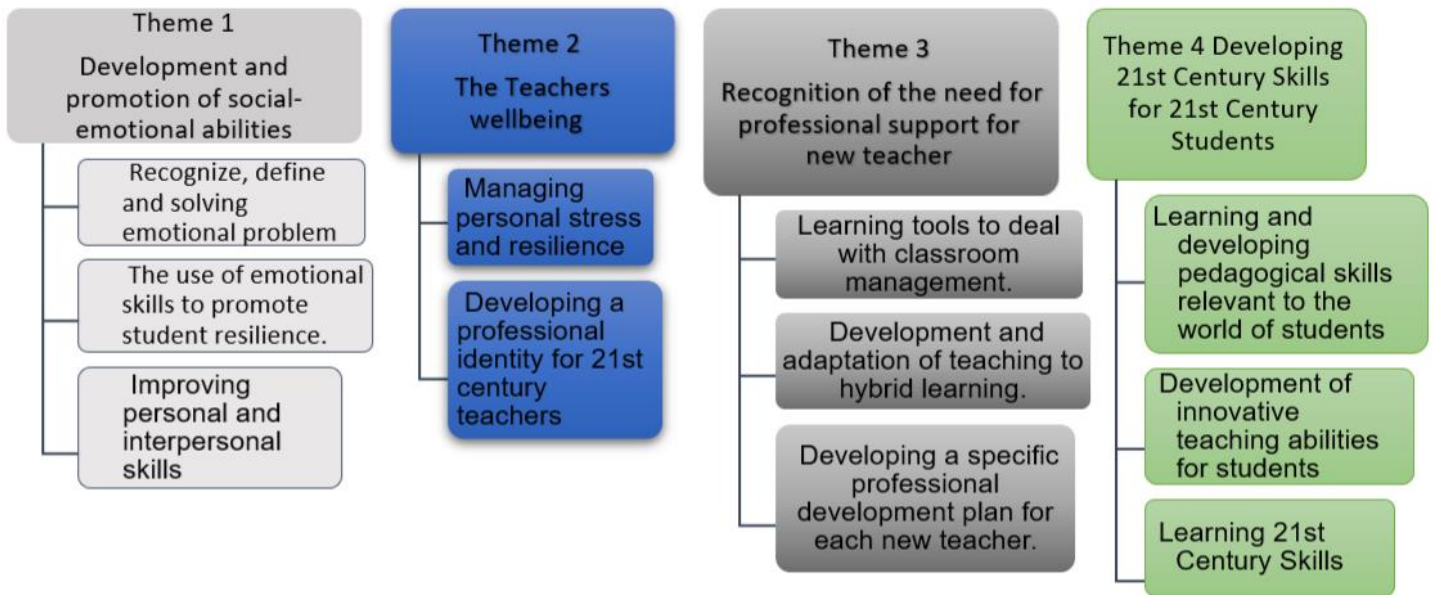 Theme 1
Development and
promotion of social-
emotional abilities
Recognize, define
and solving
emotional problem
The use of emotional
skills to promote
student resilience.
Improving
personal and
interpersonal
skills
Theme 2
The Teachers
wellbeing
Managing
personal stress
and resilience
Developing a
professional
identity for 21st
century
teachers
Theme 3
Recognition of the need for
professional support for
new teacher
Learning tools to deal
with classroom
management.
Development and
adaptation of teaching to
hybrid learning.
Developing a specific
professional
development plan for
each new teacher.
Theme 4 Developing
21st Century Skills
for 21st Century
Students
Learning and
developing
pedagogical skills
relevant to the
world of students
Development of
innovative
teaching abilities
for students
Learning 21st
Century Skills